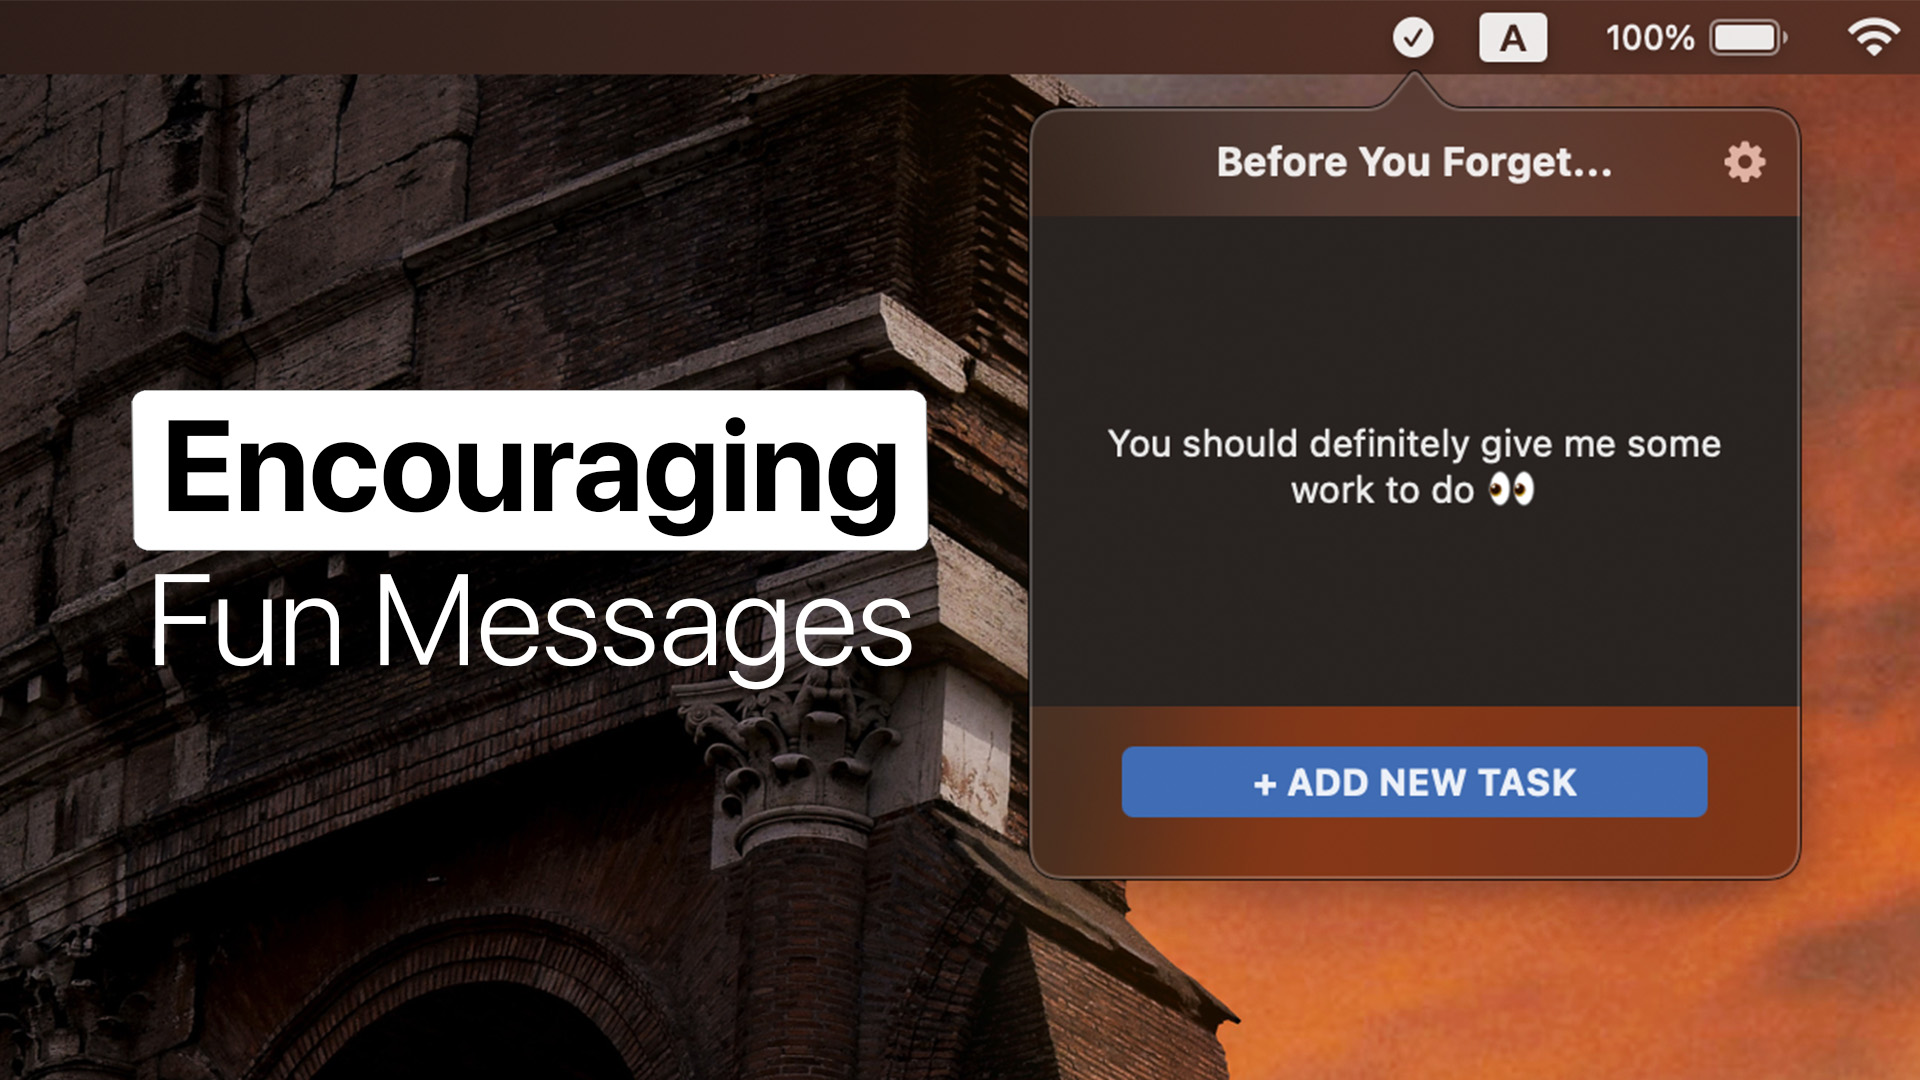 A
100%
Before You Forget...
You should definitely give me some
work to do 👀
+ ADD NEW TASK
Encouraging
Fun Messages